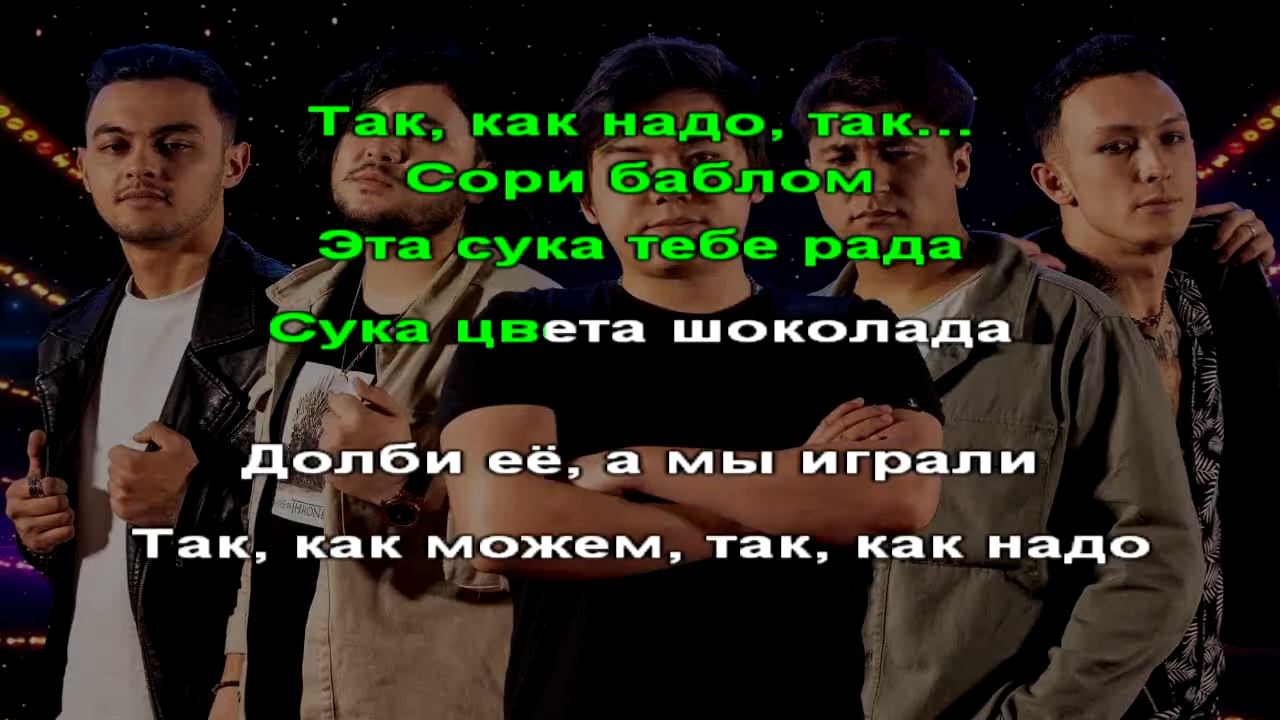 Так, как надо, так...
Сори баблом
Эта сука тебе рада
Сука цвета шоколада
Долби её, а мы играли
Так, как можем, так, как надо